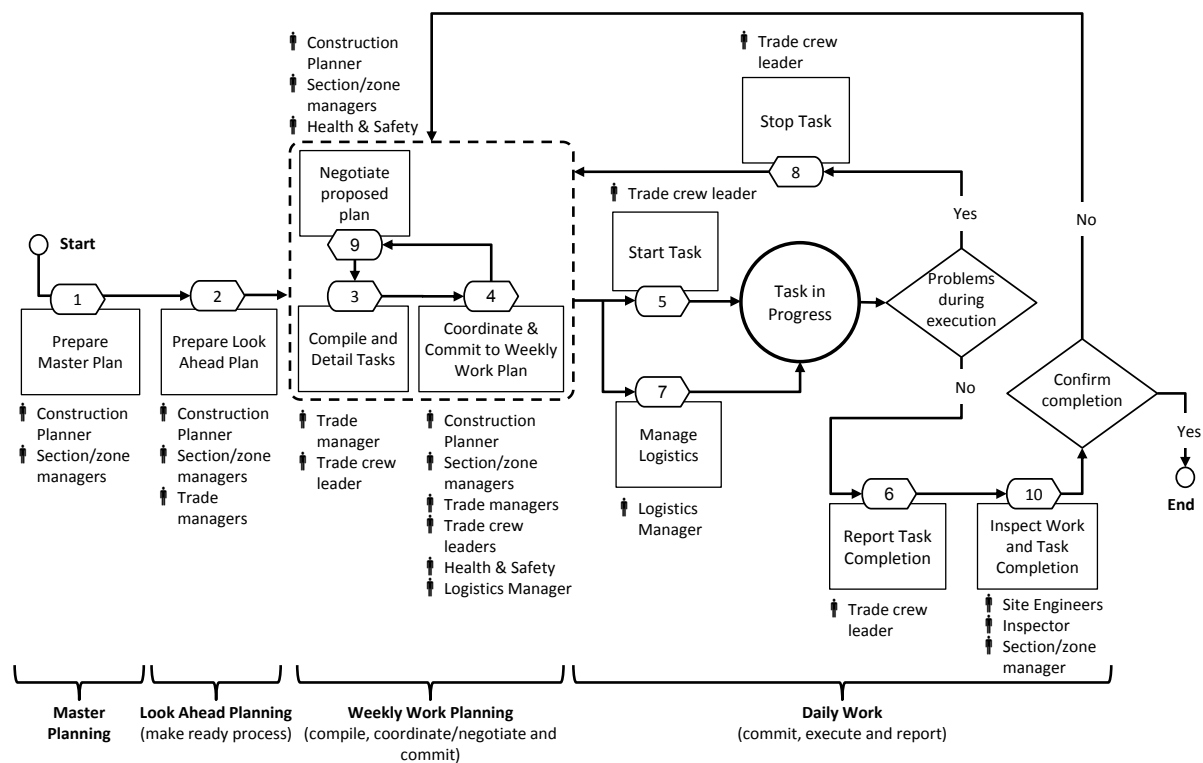 Construction
Planner
Section/zone
managers
Health & Safety
Trade crew
leader
Stop Task
8
Negotiate
proposed
plan
9
Trade crew leader
Start Task
5
Yes
No
Start
1
Prepare
Master Plan
2
Prepare Look
Ahead Plan
3
Compile and
Detail Tasks
4
Coordinate &
Commit to Weekly
Work Plan
Task in
Progress
Problems
during
execution
No
7
Manage
Logistics
Logistics
Manager
Confirm
completion
Yes
End
Construction
Planner
Section/zone
managers
Construction
Planner
Section/zone
managers
Trade
managers
Trade
manager
Trade crew
leader
Construction
Planner
Section/zone
managers
Trade managers
Trade crew
leaders
Health & Safety
Logistics Manager
6
Report Task
Completion
Trade crew
leader
10
Inspect Work
and Task
Completion
Site Engineers
Inspector
Section/zone
manager
Master
Planning
Look Ahead Planning
(make ready process)
Weekly Work Planning
(compile, coordinate/negotiate and
commit)
Daily Work
(commit, execute and report)